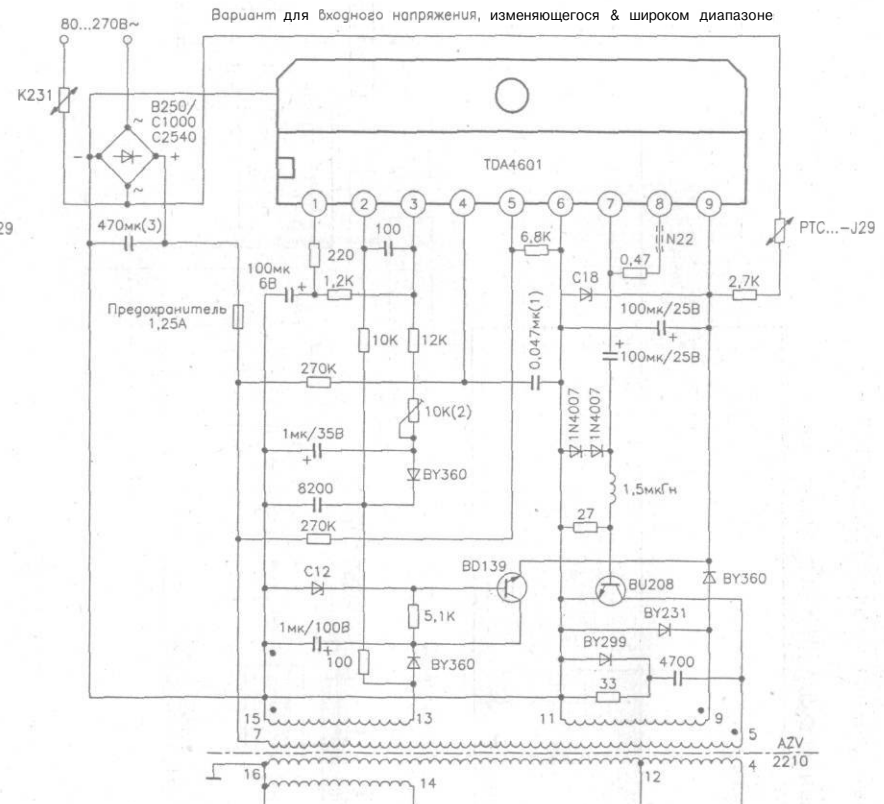 Вариант для входного напряжения, изменяющегося & широком диапазоне
80...270В~
К231
В250/
С1000
С2540
~
−
+
~
TDA4601
1
2
3
4
5
6
7
8
9
29
470мк(3)
100
220
6,8К
N22
PTC...−J29
0,47
100мк
6В
+
1,2К
C18
2,7К
Предохранитель
1,25А
10К
12К
0,047мк(1)
100мк/25В
+
+
100мк/25В
270К
10К(2)
1N4007
1N4007
1мк/35В
+
BY360
1,5мкГн
8200
27
270К
BD139
C12
BU208
BY360
5,1К
BY231
1мк/100В
+
BY299
4700
100
BY360
33
15
13
11
9
7
5
AZV
2210
16
14
12
4